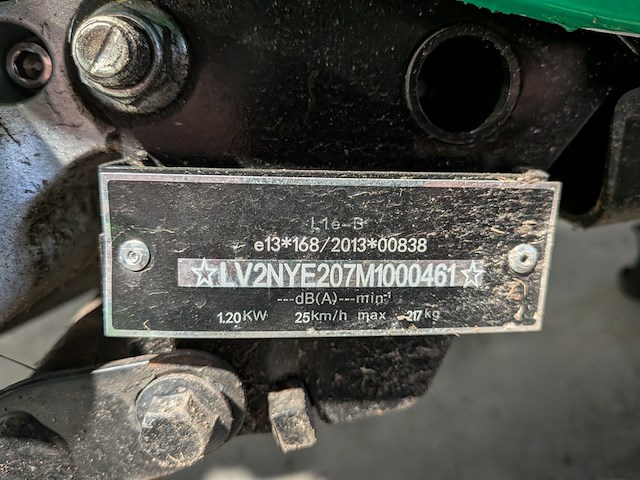 L1e-B
e13*168/2013*00838
☆LV2NYE207M1000461☆
---dB(A)---min⁻¹
1.20KW 25km/h max 217kg